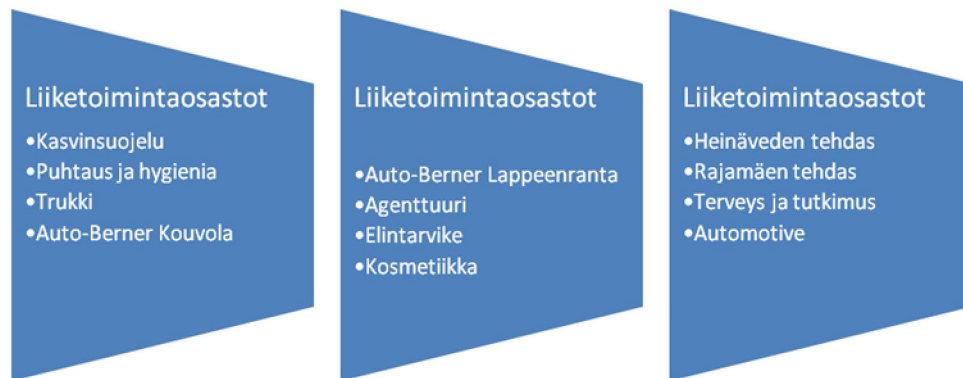 Liiketoimintaosastot
•Kasvinsuojelu
•Puhtaus ja hygienia
•Trukki
•Auto-Berner Kouvola
Liiketoimintaosastot
•Auto-Berner Lappeenranta
•Agenttuuri
•Elintarvike
•Kosmetiikka
Liiketoimintaosastot
•Heinäveden tehdas
•Rajamäen tehdas
•Terveys ja tutkimus
•Automotive